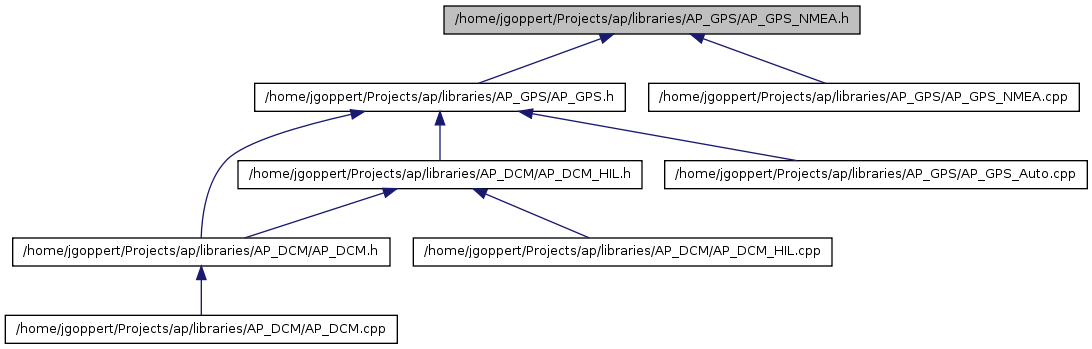 /home/jgoppert/Projects/ap/libraries/AP_GPS/AP_GPS_NMEA.h
/home/jgoppert/Projects/ap/libraries/AP_GPS/AP_GPS.h
/home/jgoppert/Projects/ap/libraries/AP_GPS/AP_GPS_NMEA.cpp
/home/jgoppert/Projects/ap/libraries/AP_DCM/AP_DCM_HIL.h
/home/jgoppert/Projects/ap/libraries/AP_GPS/AP_GPS_Auto.cpp
/home/jgoppert/Projects/ap/libraries/AP_DCM/AP_DCM.h
/home/jgoppert/Projects/ap/libraries/AP_DCM/AP_DCM_HIL.cpp
/home/jgoppert/Projects/ap/libraries/AP_DCM/AP_DCM.cpp